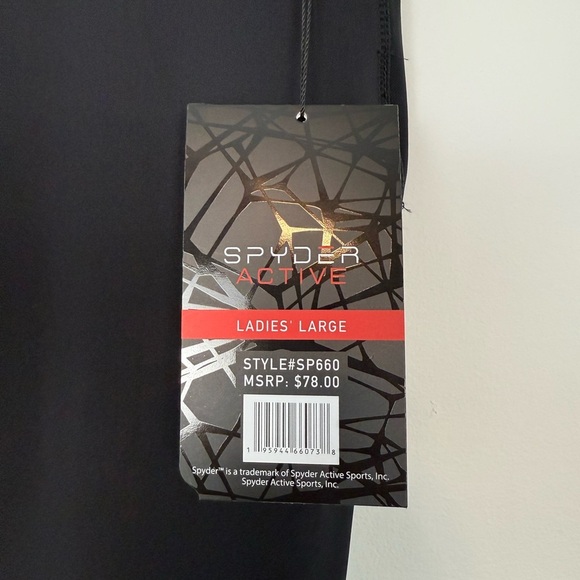 SPYDER
ACTIVE
LADIES' LARGE
STYLE#SP660
MSRP: $78.00
1 95944 66073 8
Spyder™ is a trademark of Spyder Active Sports, Inc.
Spyder Active Sports, Inc.